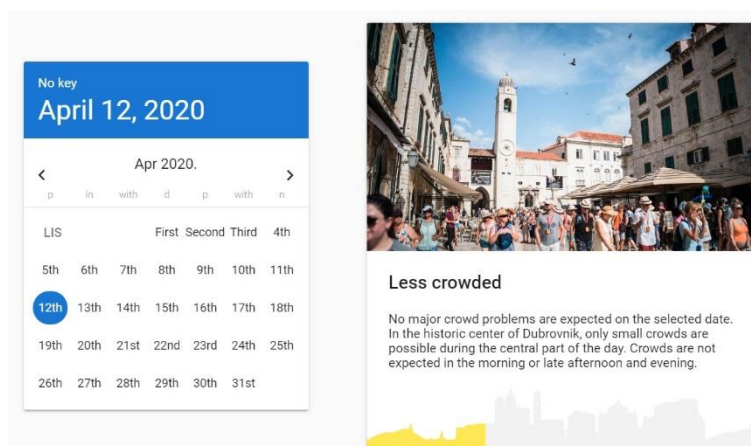 No key
April 12, 2020
Apr 2020.
p in with d p with n
LIS First Second Third 4th
5th 6th 7th 8th 9th 10th 11th
12th 13th 14th 15th 16th 17th 18th
19th 20th 21st 22nd 23rd 24th 25th
26th 27th 28th 29th 30th 31st
Less crowded
No major crowd problems are expected on the selected date.
In the historic center of Dubrovnik, only small crowds are
possible during the central part of the day. Crowds are not
expected in the morning or late afternoon and evening.